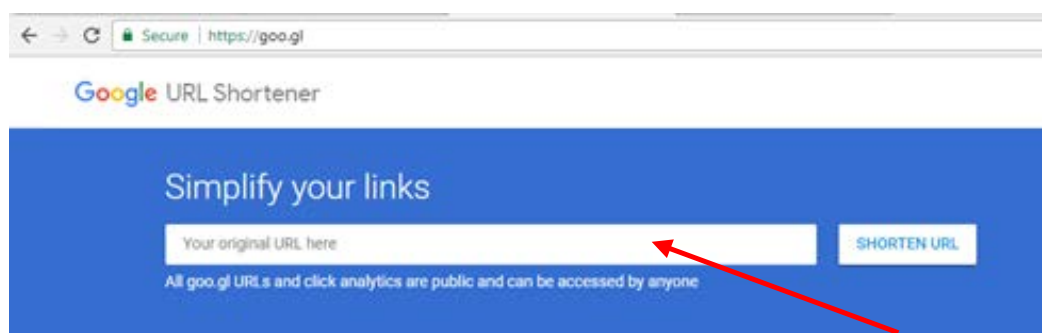 Secure | https://goo.gl
Google URL Shortener
Simplify your links
Your original URL here
SHORTEN URL
All goo.gl URLs and click analytics are public and can be accessed by anyone